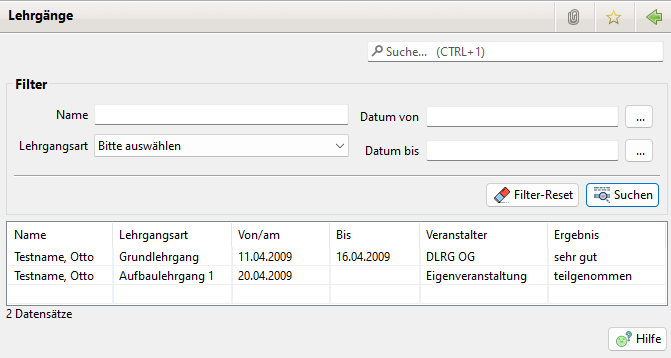 Lehrgänge
Suche... (CTRL+1)
Filter
Name
Datum von ...
Lehrgangsart Bitte auswählen
Datum bis ...
Filter-Reset Suchen
Name Lehrgangsart Von/am Bis Veranstalter Ergebnis
Testname, Otto Grundlehrgang 11.04.2009 16.04.2009 DLRG OG sehr gut
Testname, Otto Aufbaulehrgang 1 20.04.2009 Eigenveranstaltung teilgenommen
2 Datensätze
Hilfe